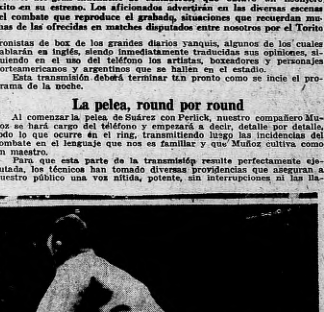 xito en su estreno. Los aficionados advertirán en las diversas escenas
el combate que reproduce el grabado, situaciones que recuerdan mu-
nas de las ofrecidas en matches disputados entre nosotros por el Torito
ronistas de box de los grandes diarios yanquis, algunos de los cuales
ablarán en inglés, siendo inmediatamente traducidas sus opiniones, si-
uiendo en el uso del teléfono los artistas, boxeadores y personajes
orteamericanos y argentinos que se hallen en el estadio.
Esta transmisión deberá terminar tan pronto como se incie el pro-
rama de la noche.
La pelea, round por round
Al comenzar la pelea de Suárez con Perlick, nuestro compañero Mu-
oz se hará cargo del teléfono y empezará a decir, detalle por detalle,
odo lo que ocurre en el ring, transmitiendo luego las incidencias del
ombate en el lenguaje que nos es familiar y que Muñoz cultiva como
n maestro.
Para que esta parte de la transmisión resulte perfectamente eje-
utada, los técnicos han tomado diversas providencias que aseguran a
uestro público una voz nítida, potente, sin interrupciones ni las lla-